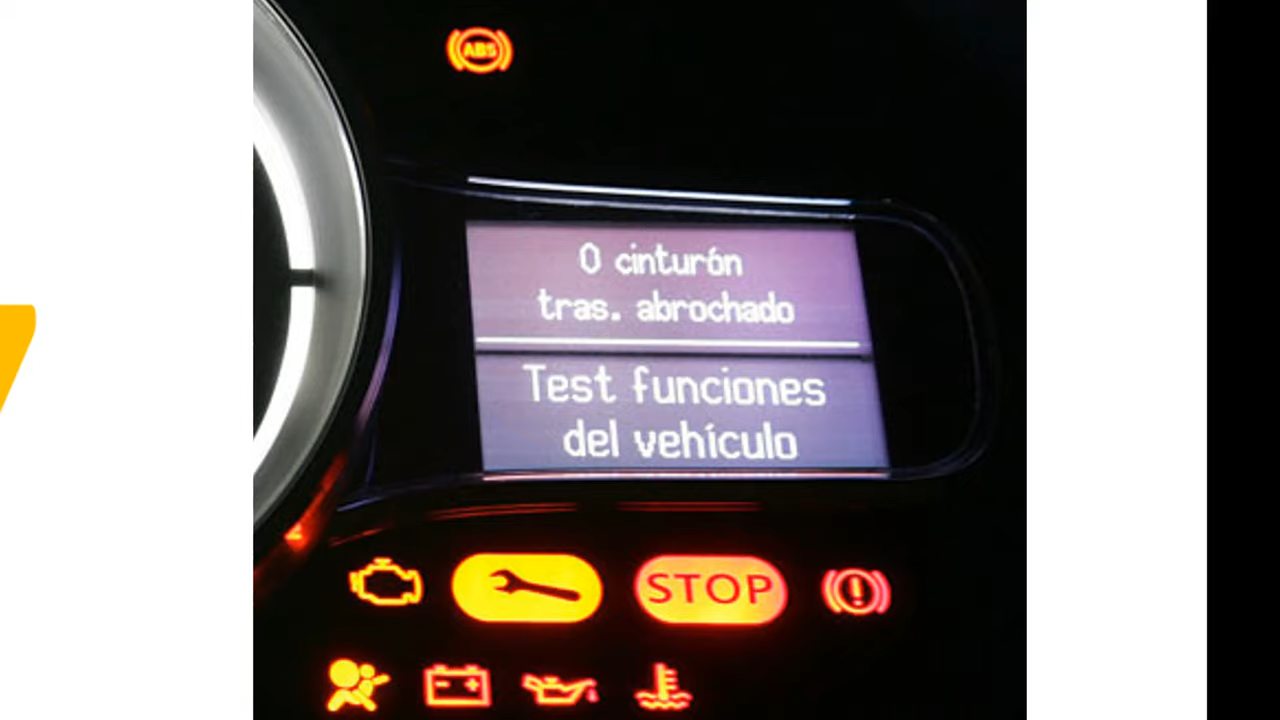 ABS
0 cinturón
tras. abrochado
Test funciones
del vehículo
STOP